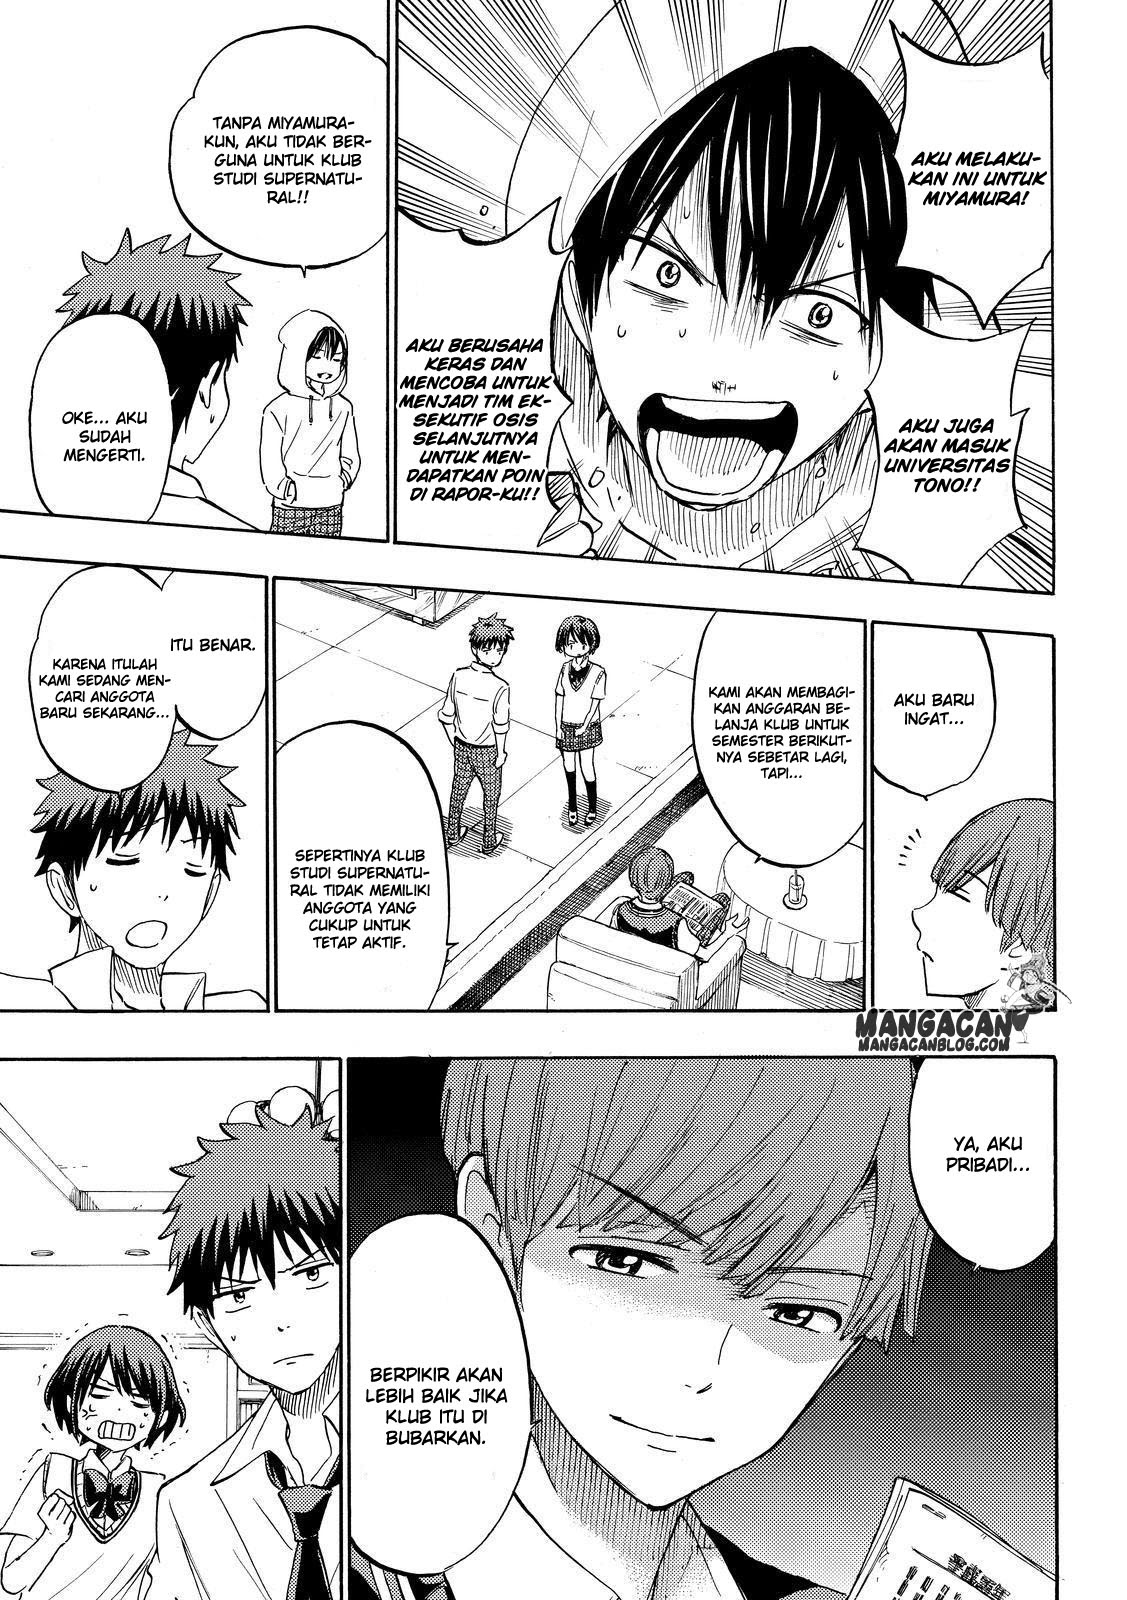 AKU MELAKU-
KAN INI UNTUK
MIYAMURA!
AKU JUGA
AKAN MASUK
UNIVERSITAS
TONO!!
AKU BERUSAHA
KERAS DAN
MENCOBA UNTUK
MENJADI TIM EK-
SEKUTIF OSIS
SELANJUTNYA
UNTUK MEN-
DAPATKAN POIN
DI RAPOR-KU!!
TANPA MIYAMURA-
KUN, AKU TIDAK BER-
GUNA UNTUK KLUB
STUDI SUPERNATU-
RAL!!
OKE... AKU
SUDAH
MENGERTI.
AKU BARU
INGAT...
KAMI AKAN MEMBAGI-
KAN ANGGARAN BE-
LANJA KLUB UNTUK
SEMESTER BERIKUT-
NYA SEBETAR LAGI,
TAPI...
SEPERTINYA KLUB
STUDI SUPERNATU-
RAL TIDAK MEMILIKI
ANGGOTA YANG
CUKUP UNTUK
TETAP AKTIF.
ITU BENAR.
KARENA ITULAH
KAMI SEDANG MEN-
CARI ANGGOTA
BARU SEKARANG...
MANGACAN
MANGACANBLOG.COM
YA, AKU
PRIBADI...
BERPIKIR AKAN
LEBIH BAIK JIKA
KLUB ITU DI
BUBARKAN.